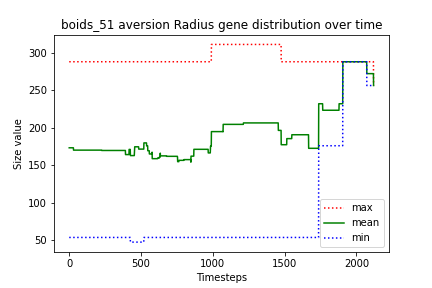 boids_51 aversion Radius gene distribution over time
Size value
300
250
200
150
100
50
max
mean
min
0
500
1000
1500
2000
Timesteps